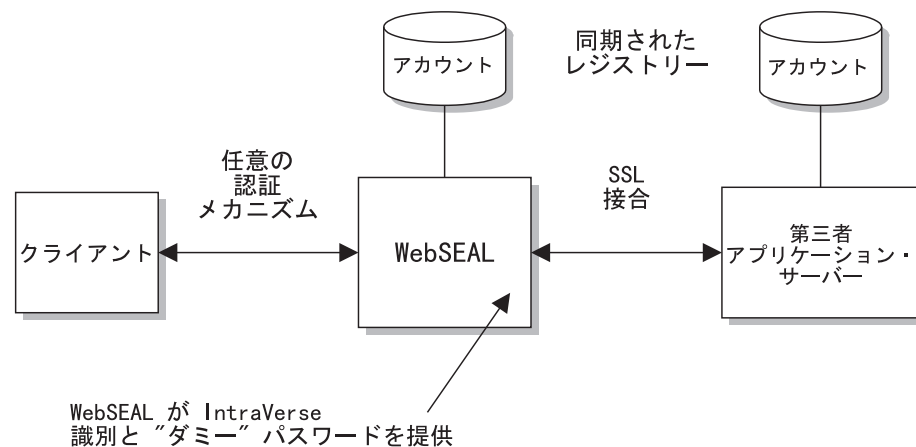 アカウント
同期された
レジストリー
アカウント
任意の
認証
メカニズム
SSL
接合
クライアント
WebSEAL
第三者
アプリケーション・
サーバー
WebSEAL が IntraVerse
識別と "ダミー" パスワードを提供